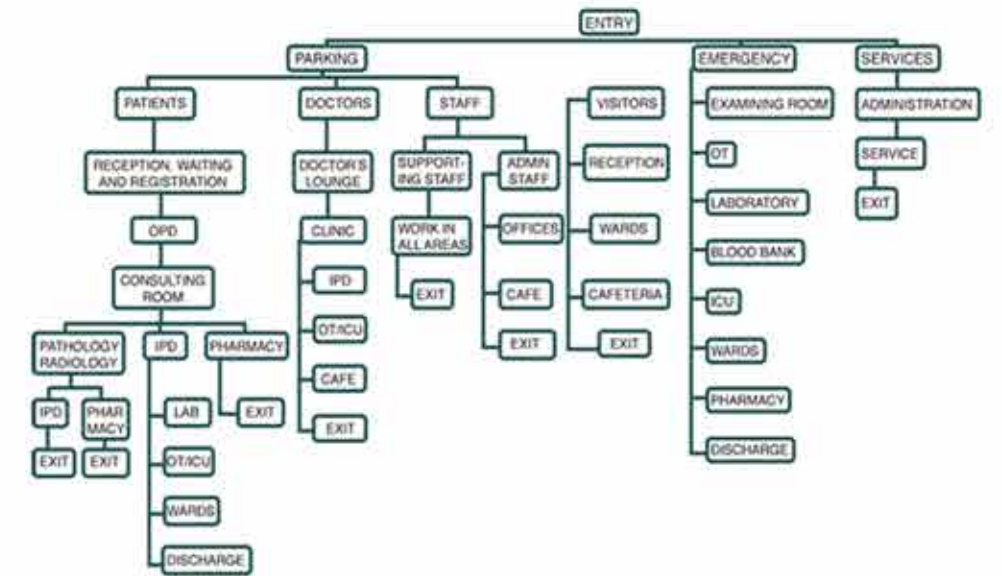 ENTRY
PARKING
EMERGENCY
SERVICES
PATIENTS
DOCTORS
STAFF
VISITORS
EXAMINING ROOM
ADMINISTRATION
RECEPTION, WAITING
AND REGISTRATION
DOCTOR'S
LOUNGE
SUPPORT-
ING STAFF
ADMIN
STAFF
RECEPTION
OT
SERVICE
OPD
CLINIC
WORK IN
ALL AREAS
OFFICES
WARDS
LABORATORY
EXIT
CONSULTING
ROOM
IPD
EXIT
CAFE
CAFETERIA
BLOOD BANK
ICU
PATHOLOGY
RADIOLOGY
IPD
PHARMACY
OT/ICU
EXIT
EXIT
WARDS
CAFE
PHARMACY
IPD
PHAR
MACY
LAB
EXIT
EXIT
DISCHARGE
EXIT
EXIT
OT/ICU
WARDS
DISCHARGE